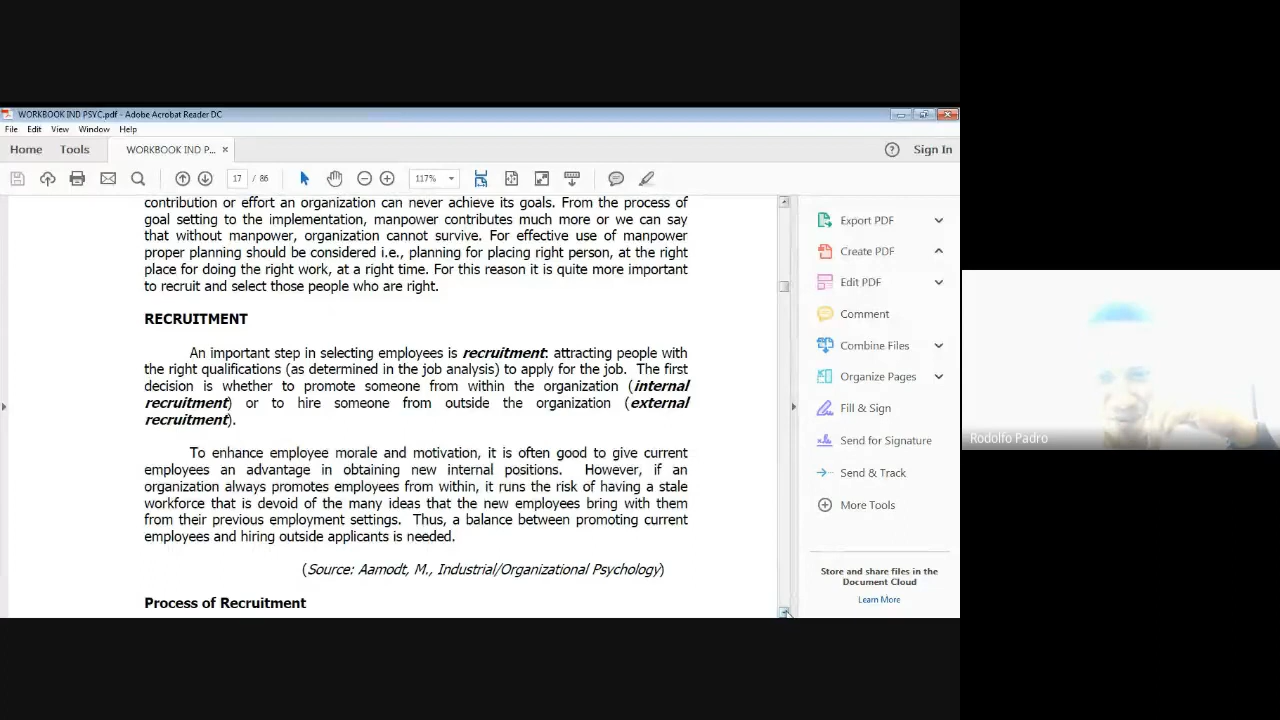 WORKBOOK IND PSYC.pdf - Adobe Acrobat Reader DC
File Edit View Window Help
Home Tools WORKBOOK IND P... × Sign In
17 / 86 117%
contribution or effort an organization can never achieve its goals. From the process of
goal setting to the implementation, manpower contributes much more or we can say
that without manpower, organization cannot survive. For effective use of manpower
proper planning should be considered i.e., planning for placing right person, at the right
place for doing the right work, at a right time. For this reason it is quite more important
to recruit and select those people who are right.
RECRUITMENT
An important step in selecting employees is recruitment: attracting people with
the right qualifications (as determined in the job analysis) to apply for the job. The first
decision is whether to promote someone from within the organization (internal
recruitment) or to hire someone from outside the organization (external
recruitment).
To enhance employee morale and motivation, it is often good to give current
employees an advantage in obtaining new internal positions. However, if an
organization always promotes employees from within, it runs the risk of having a stale
workforce that is devoid of the many ideas that the new employees bring with them
from their previous employment settings. Thus, a balance between promoting current
employees and hiring outside applicants is needed.
(Source: Aamodt, M., Industrial/Organizational Psychology)
Process of Recruitment
Export PDF
Create PDF
Edit PDF
Comment
Combine Files
Organize Pages
Fill & Sign
Send for Signature
Send & Track
More Tools
Store and share files in the
Document Cloud
Learn More
Rodolfo Padro